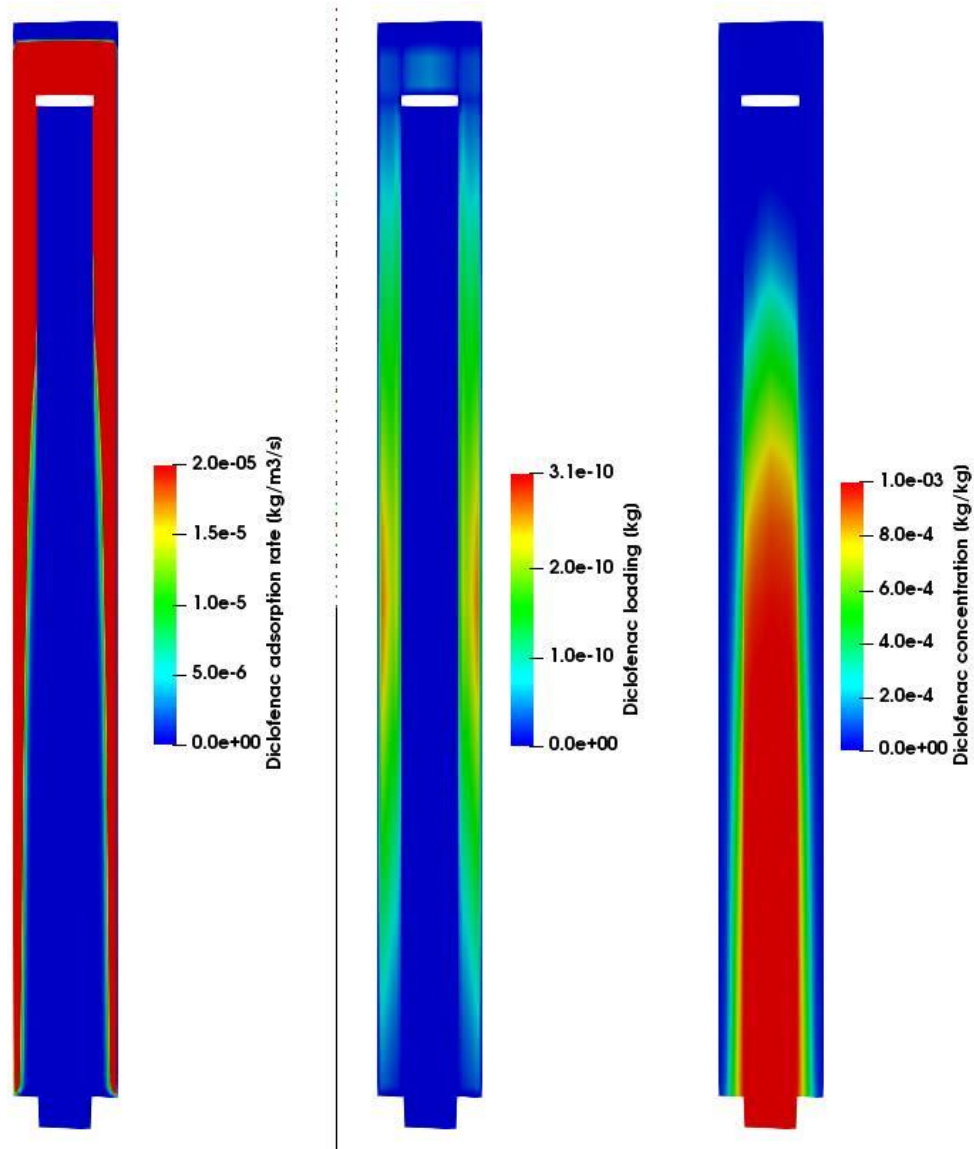 2.0e-05
1.5e-5
1.0e-5
5.0e-6
0.0e+00
Diclofenac adsorption rate (kg/m3/s)
3.1e-10
2.0e-10
1.0e-10
0.0e+00
Diclofenac loading (kg)
1.0e-03
8.0e-4
6.0e-4
4.0e-4
2.0e-4
0.0e+00
Diclofenac concentration (kg/kg)